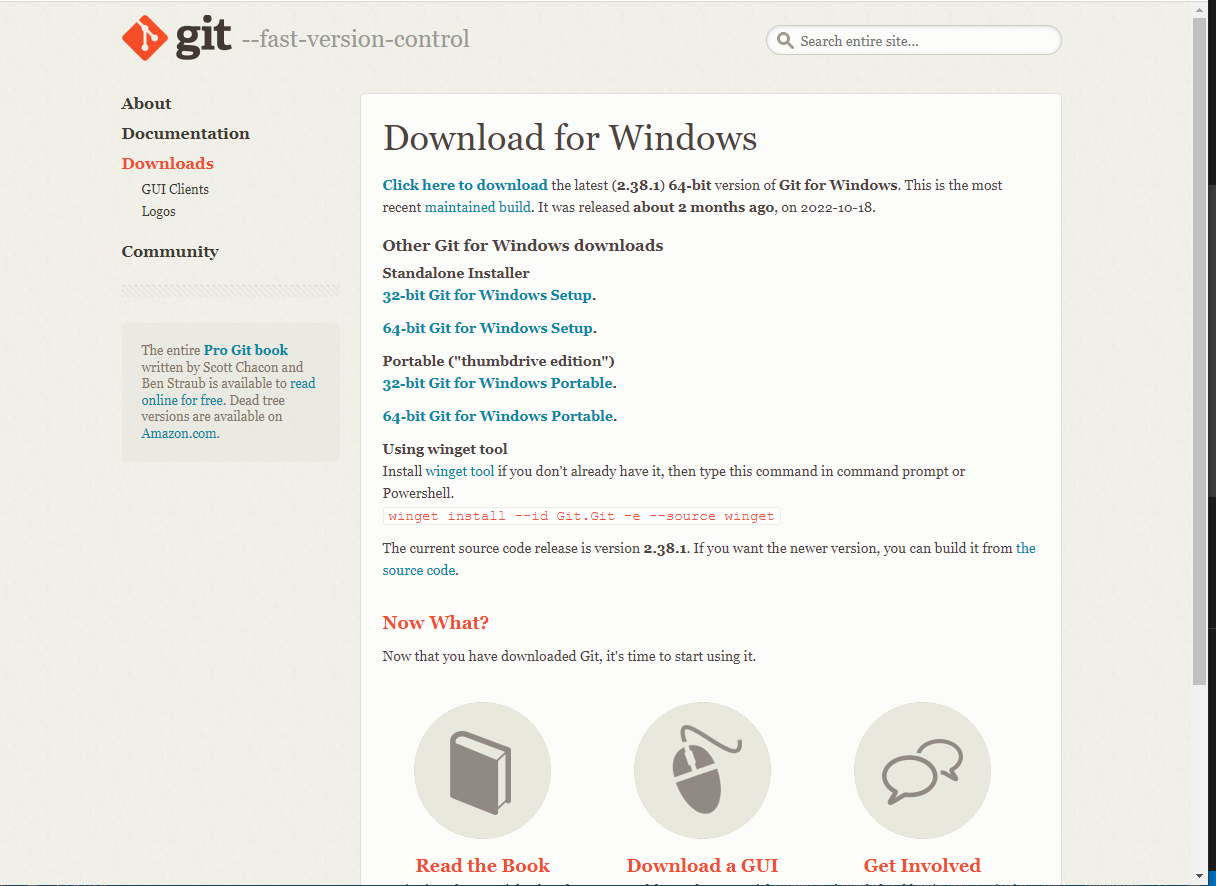 git --fast-version-control
Search entire site...
About
Documentation
Downloads
GUI Clients
Logos
Community
The entire Pro Git book
written by Scott Chacon and
Ben Straub is available to read
online for free. Dead tree
versions are available on
Amazon.com.
Download for Windows
Click here to download the latest (2.38.1) 64-bit version of Git for Windows. This is the most
recent maintained build. It was released about 2 months ago, on 2022-10-18.
Other Git for Windows downloads
Standalone Installer
32-bit Git for Windows Setup.
64-bit Git for Windows Setup.
Portable ("thumbdrive edition")
32-bit Git for Windows Portable.
64-bit Git for Windows Portable.
Using winget tool
Install winget tool if you don't already have it, then type this command in command prompt or
Powershell.
winget install --id Git.Git -e --source winget
The current source code release is version 2.38.1. If you want the newer version, you can build it from the
source code.
Now What?
Now that you have downloaded Git, it's time to start using it.
Read the Book
Download a GUI
Get Involved